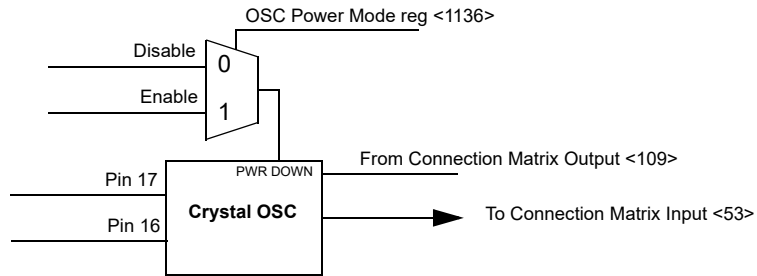 OSC Power Mode reg <1136>
Disable
0
Enable
1
PWR DOWN
From Connection Matrix Output <109>
Pin 17
Crystal OSC
To Connection Matrix Input <53>
Pin 16